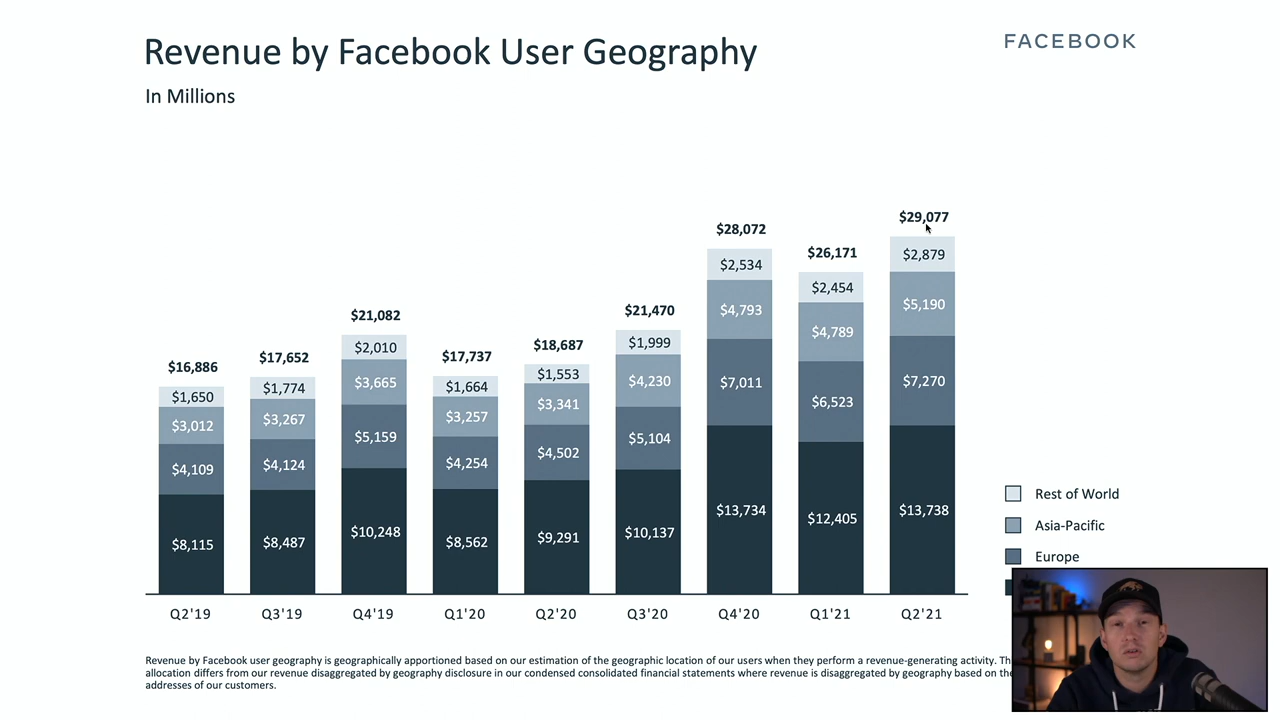 Revenue by Facebook User Geography
FACEBOOK
In Millions
$16,886
$1,650
$3,012
$4,109
$8,115
Q2'19
$17,652
$1,774
$3,267
$4,124
$8,487
Q3'19
$21,082
$2,010
$3,665
$5,159
$10,248
Q4'19
$17,737
$1,664
$3,257
$4,254
$8,562
Q1'20
$18,687
$1,553
$3,341
$4,502
$9,291
Q2'20
$21,470
$1,999
$4,230
$5,104
$10,137
Q3'20
$28,072
$2,534
$4,793
$7,011
$13,734
Q4'20
$26,171
$2,454
$4,789
$6,523
$12,405
Q1'21
$29,077
$2,879
$5,190
$7,270
$13,738
Q2'21
Rest of World
Asia-Pacific
Europe
Revenue by Facebook user geography is geographically apportioned based on our estimation of the geographic location of our users when they perform a revenue-generating activity.
allocation differs from our revenue disaggregated by geography disclosure in our condensed consolidated financial statements where revenue is disaggregated by geography based on the
addresses of our customers.